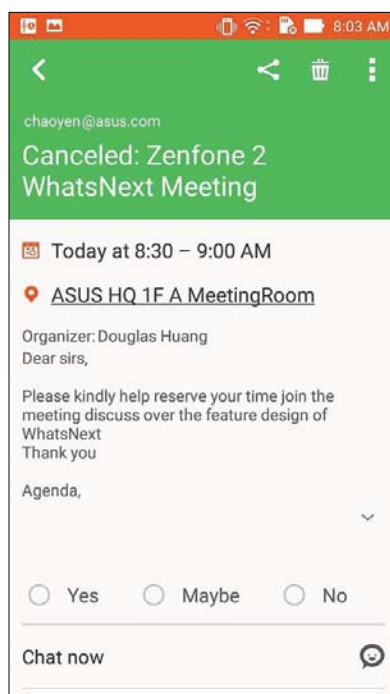 8:03 AM
chaoyen@asus.com
Canceled: Zenfone 2
WhatsNext Meeting
Today at 8:30 – 9:00 AM
ASUS HQ 1F A MeetingRoom
Organizer: Douglas Huang
Dear sirs,
Please kindly help reserve your time join the
meeting discuss over the feature design of
WhatsNext
Thank you
Agenda,
Yes Maybe No
Chat now